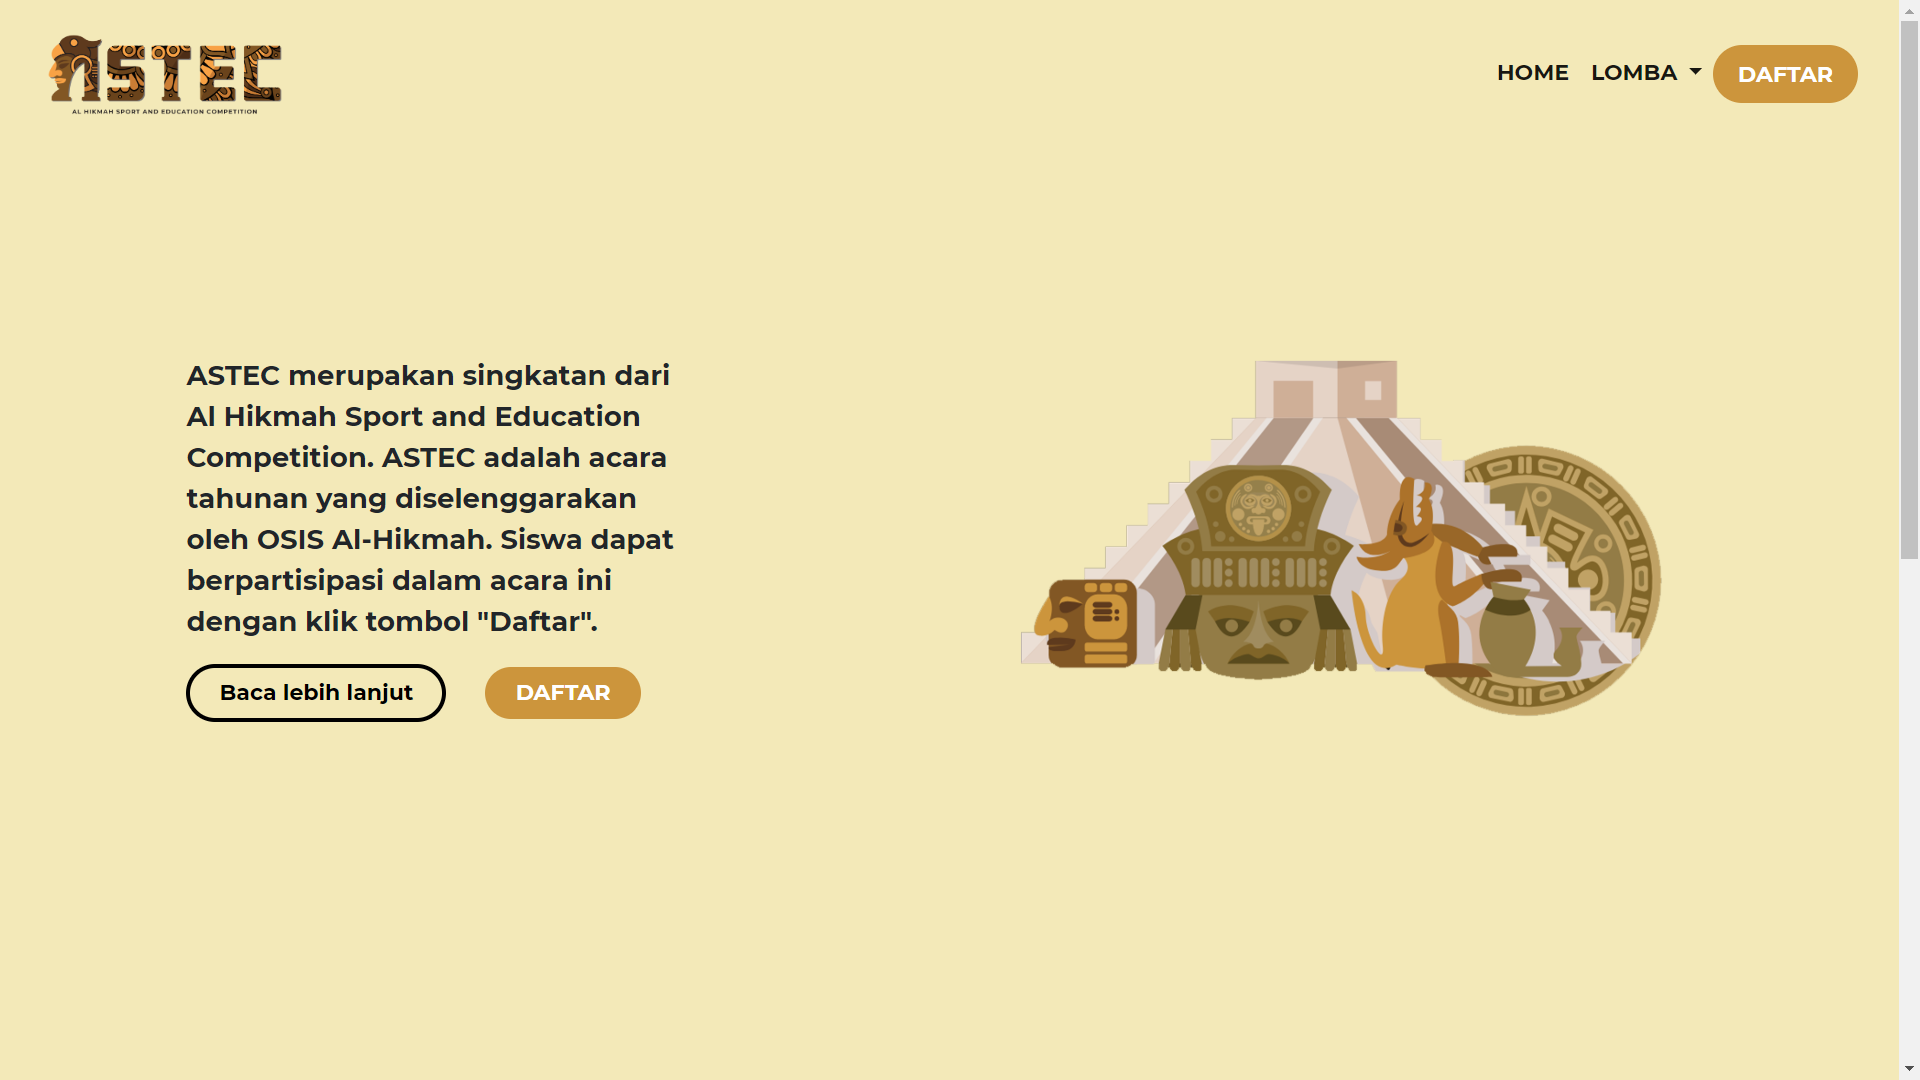 ASTEC
AL HIKMAH SPORT AND EDUCATION COMPETITION
HOME
LOMBA
DAFTAR
ASTEC merupakan singkatan dari
Al Hikmah Sport and Education
Competition. ASTEC adalah acara
tahunan yang diselenggarakan
oleh OSIS Al-Hikmah. Siswa dapat
berpartisipasi dalam acara ini
dengan klik tombol "Daftar".
Baca lebih lanjut
DAFTAR